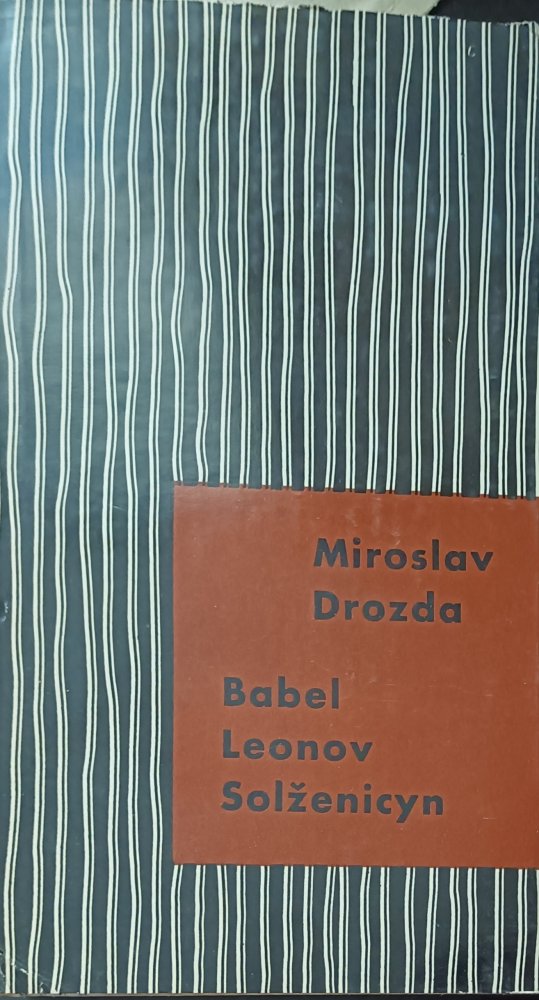 Miroslav
Drozda
Babel
Leonov
Solženicyn